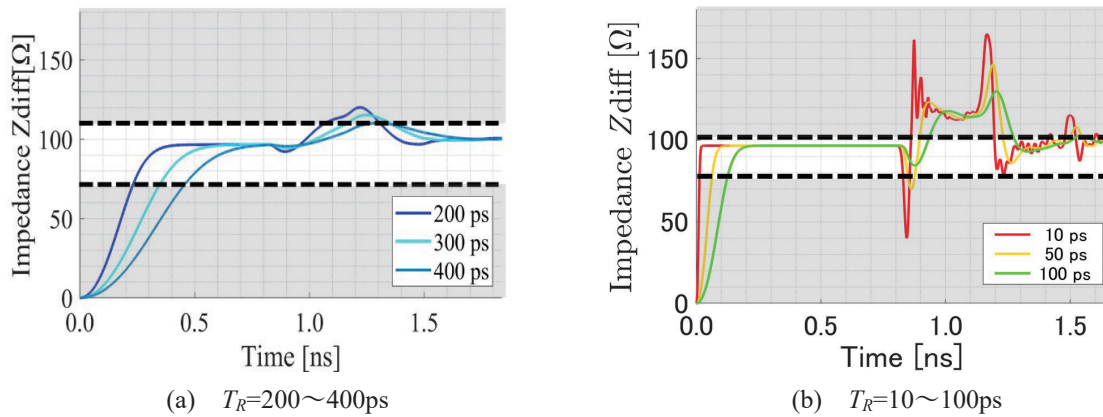 Impedance Zdiff[Ω]
150
100
50
0
0.0 0.5 1.0 1.5
Time [ns]
200 ps
300 ps
400 ps
(a) T_R=200～400ps
Impedance Zdiff [Ω]
150
100
50
0
0.0 0.5 1.0 1.5
Time [ns]
10 ps
50 ps
100 ps
(b) T_R=10～100ps